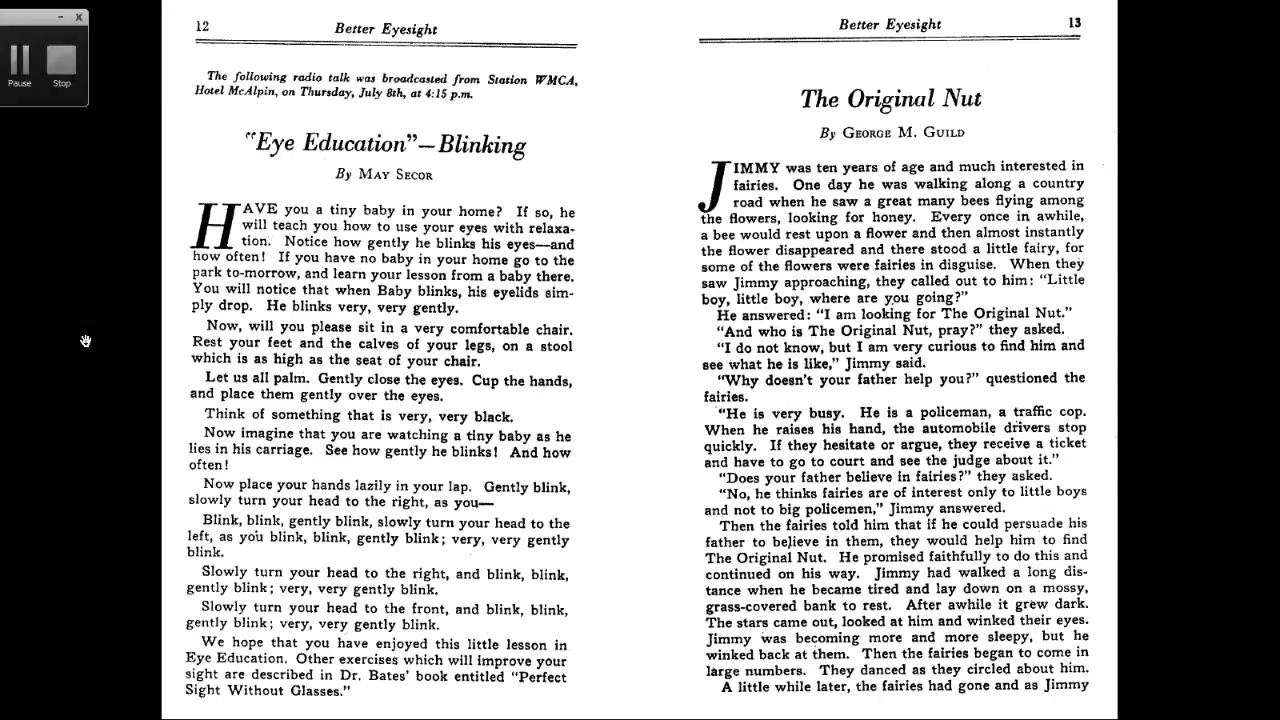 Pause
Stop
12
Better Eyesight
The following radio talk was broadcasted from Station WMCA,
Hotel McAlpin, on Thursday, July 8th, at 4:15 p.m.
"Eye Education"—Blinking
By MAY SECOR
HAVE you a tiny baby in your home? If so, he
will teach you how to use your eyes with relaxa-
tion. Notice how gently he blinks his eyes—and
how often! If you have no baby in your home go to the
park to-morrow, and learn your lesson from a baby there.
You will notice that when Baby blinks, his eyelids sim-
ply drop. He blinks very, very gently.
Now, will you please sit in a very comfortable chair.
Rest your feet and the calves of your legs, on a stool
which is as high as the seat of your chair.
Let us all palm. Gently close the eyes. Cup the hands,
and place them gently over the eyes.
Think of something that is very, very black.
Now imagine that you are watching a tiny baby as he
lies in his carriage. See how gently he blinks! And how
often!
Now place your hands lazily in your lap. Gently blink,
slowly turn your head to the right, as you—
Blink, blink, gently blink, slowly turn your head to the
left, as you blink, blink, gently blink; very, very gently
blink.
Slowly turn your head to the right, and blink, blink,
gently blink; very, very gently blink.
Slowly turn your head to the front, and blink, blink,
gently blink; very, very gently blink.
We hope that you have enjoyed this little lesson in
Eye Education. Other exercises which will improve your
sight are described in Dr. Bates' book entitled "Perfect
Sight Without Glasses."
Better Eyesight
13
The Original Nut
By GEORGE M. GUILD
JIMMY was ten years of age and much interested in
fairies. One day he was walking along a country
road when he saw a great many bees flying among
the flowers, looking for honey. Every once in awhile,
a bee would rest upon a flower and then almost instantly
the flower disappeared and there stood a little fairy, for
some of the flowers were fairies in disguise. When they
saw Jimmy approaching, they called out to him: "Little
boy, little boy, where are you going?"
He answered: "I am looking for The Original Nut."
"And who is The Original Nut, pray?" they asked.
"I do not know, but I am very curious to find him and
see what he is like," Jimmy said.
"Why doesn't your father help you?" questioned the
fairies.
"He is very busy. He is a policeman, a traffic cop.
When he raises his hand, the automobile drivers stop
quickly. If they hesitate or argue, they receive a ticket
and have to go to court and see the judge about it."
"Does your father believe in fairies?" they asked.
"No, he thinks fairies are of interest only to little boys
and not to big policemen," Jimmy answered.
Then the fairies told him that if he could persuade his
father to believe in them, they would help him to find
The Original Nut. He promised faithfully to do this and
continued on his way. Jimmy had walked a long dis-
tance when he became tired and lay down on a mossy,
grass-covered bank to rest. After awhile it grew dark.
The stars came out, looked at him and winked their eyes.
Jimmy was becoming more and more sleepy, but he
winked back at them. Then the fairies began to come in
large numbers. They danced as they circled about him.
A little while later, the fairies had gone and as Jimmy